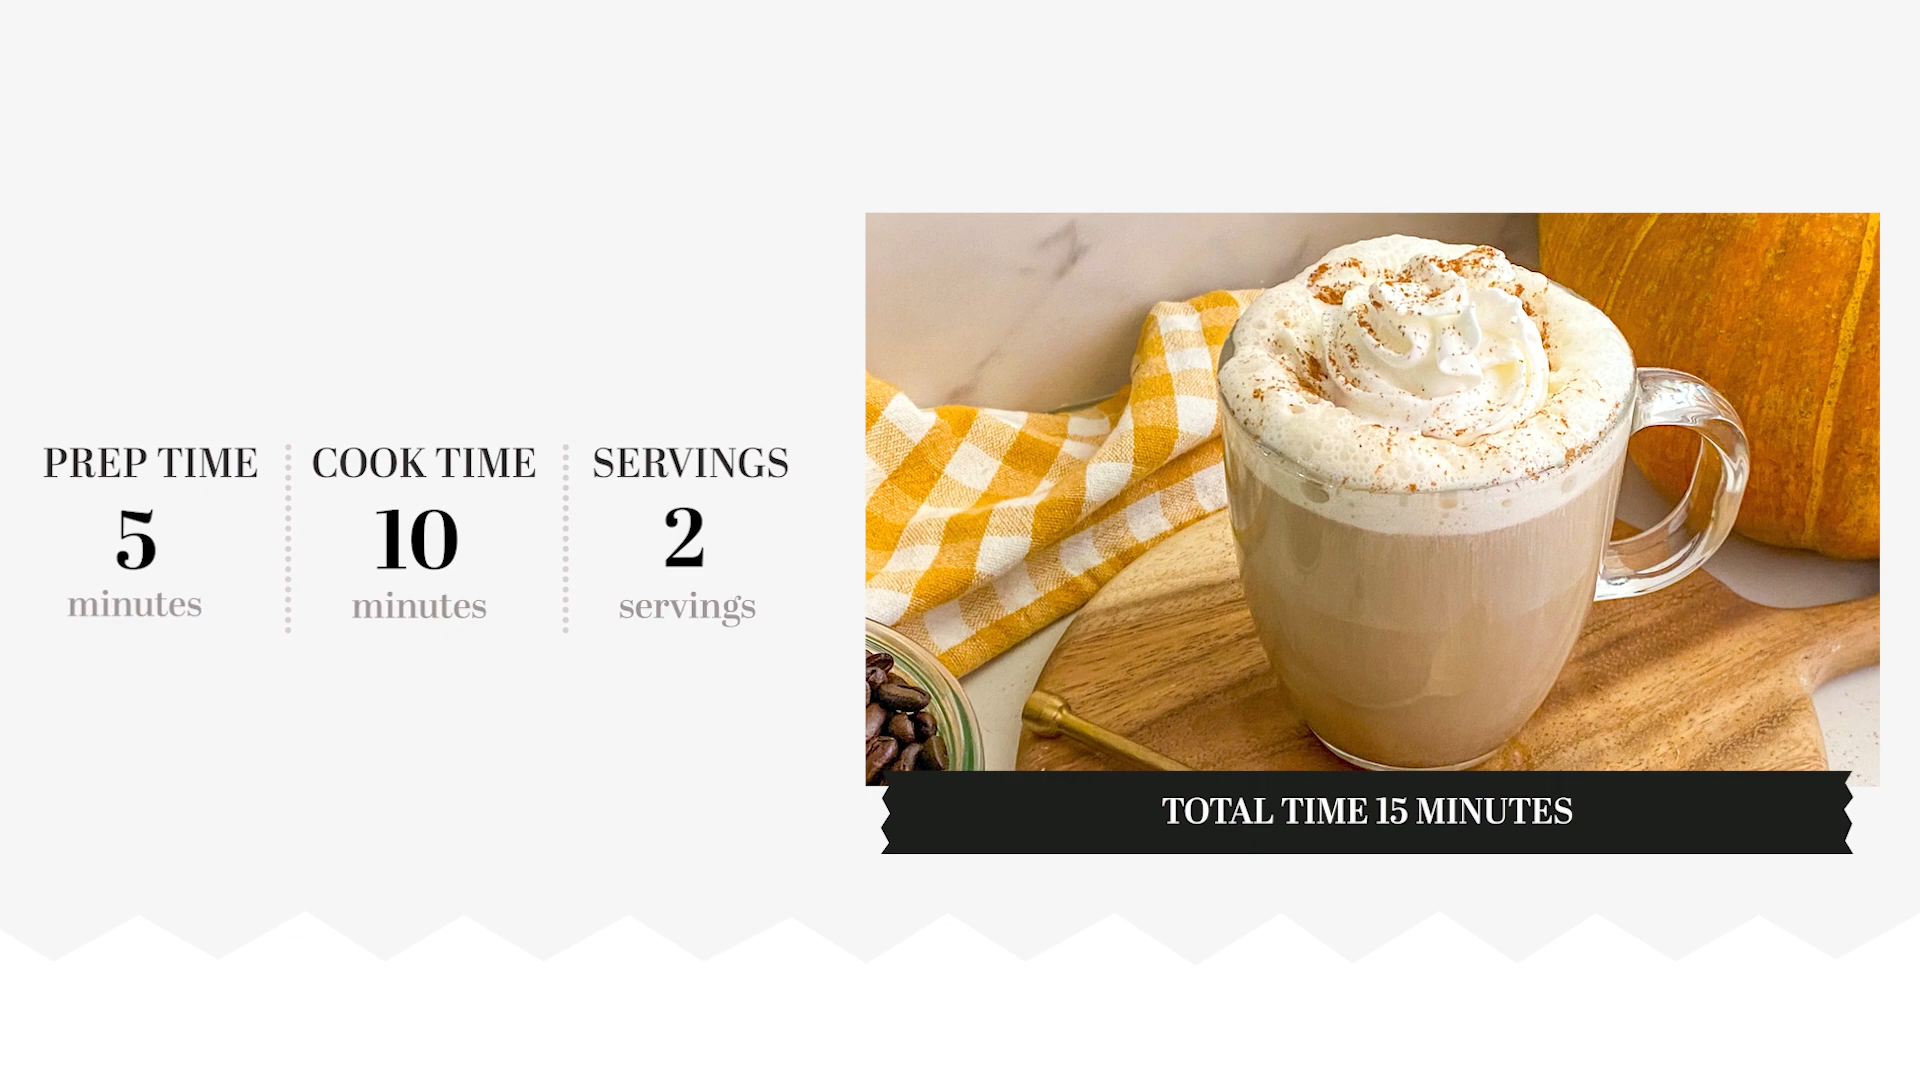 PREP TIME
5
minutes
COOK TIME
10
minutes
SERVINGS
2
servings
TOTAL TIME 15 MINUTES